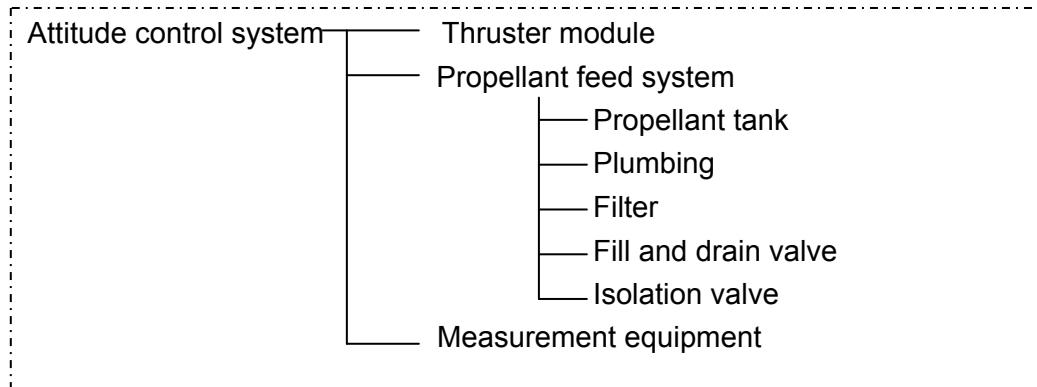 Attitude control system
Thruster module
Propellant feed system
Propellant tank
Plumbing
Filter
Fill and drain valve
Isolation valve
Measurement equipment